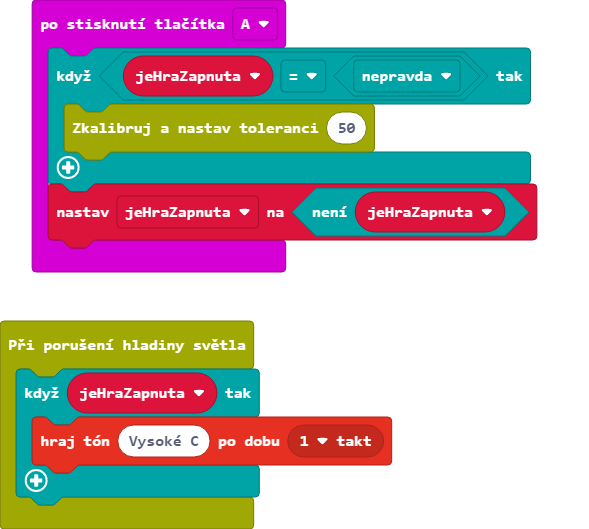 po stisknutí tlačítka A
když jeHraZapnuta = nepravda tak
Zkalibruj a nastav toleranci 50
nastav jeHraZapnuta na není jeHraZapnuta
Při porušení hladiny světla
když jeHraZapnuta tak
hraj tón Vysoké C po dobu 1 takt